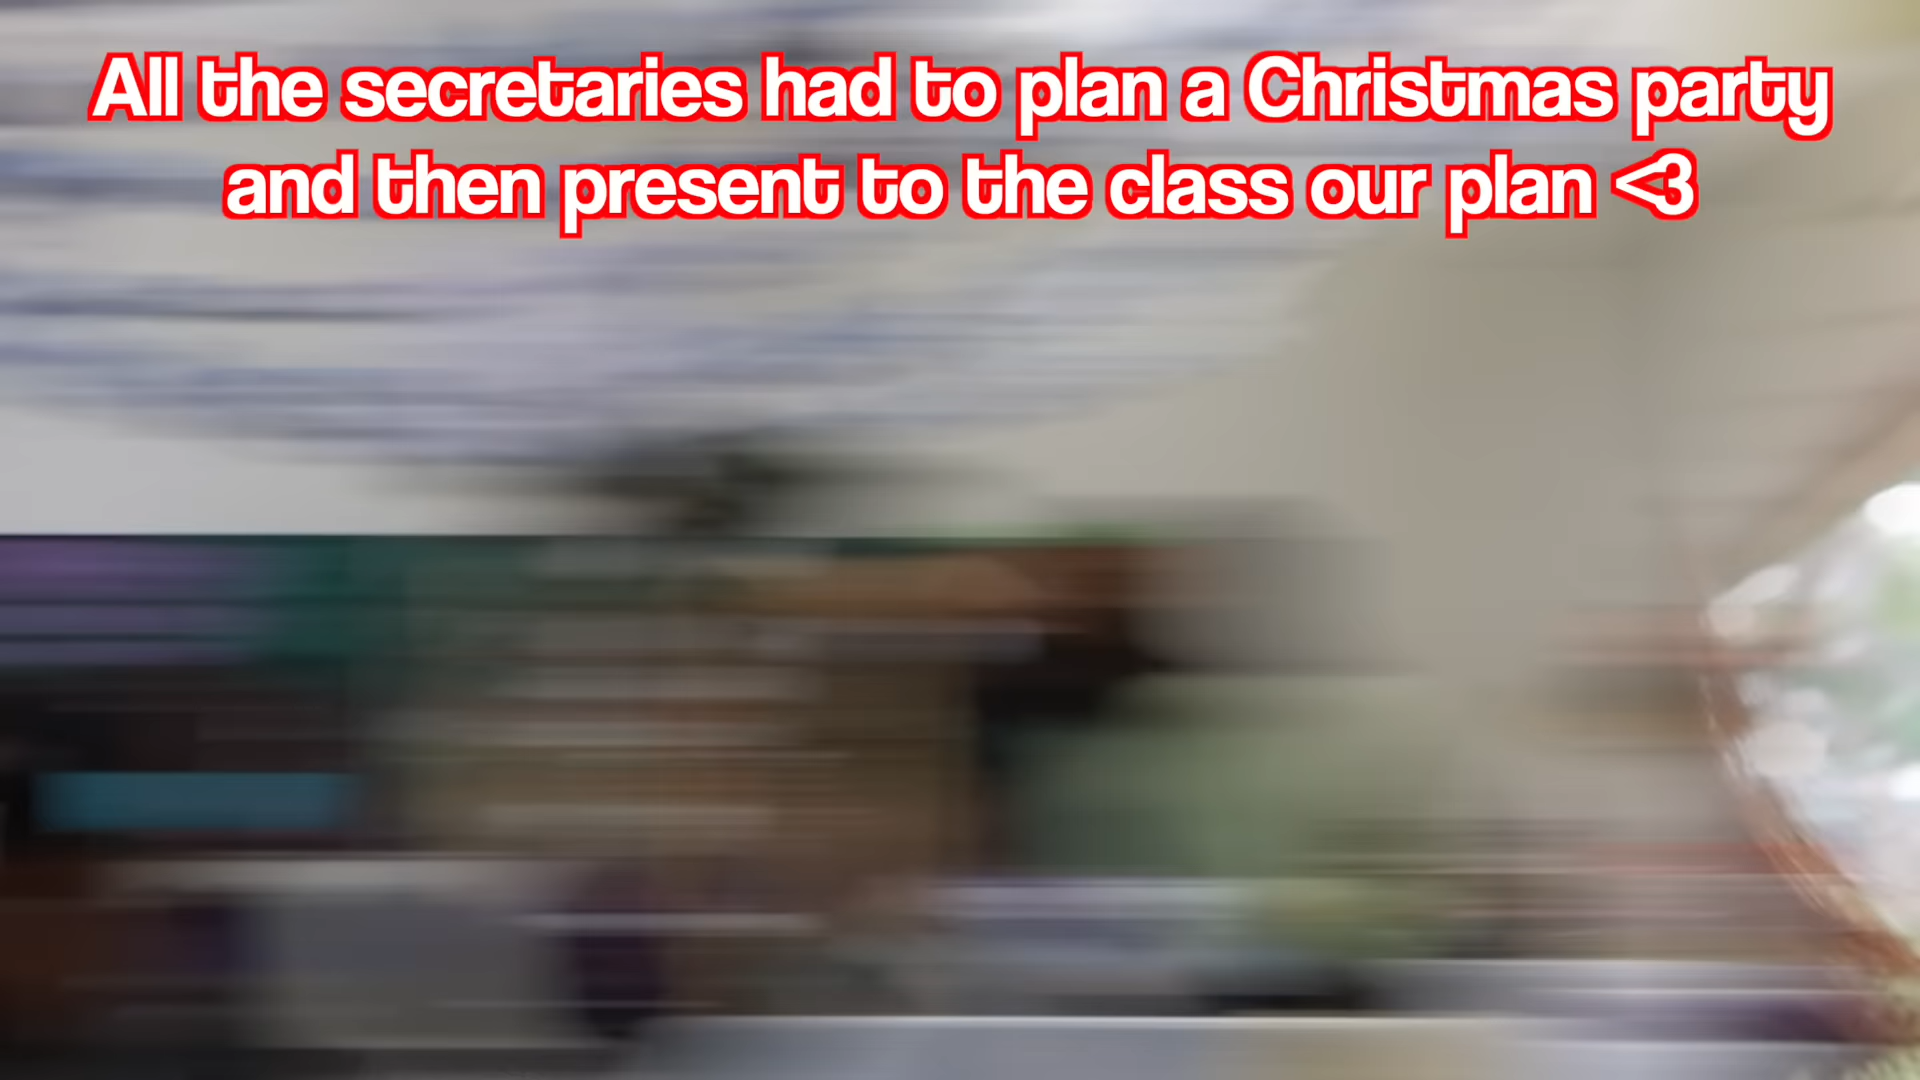 All the secretaries had to plan a Christmas party
and then present to the class our plan <3